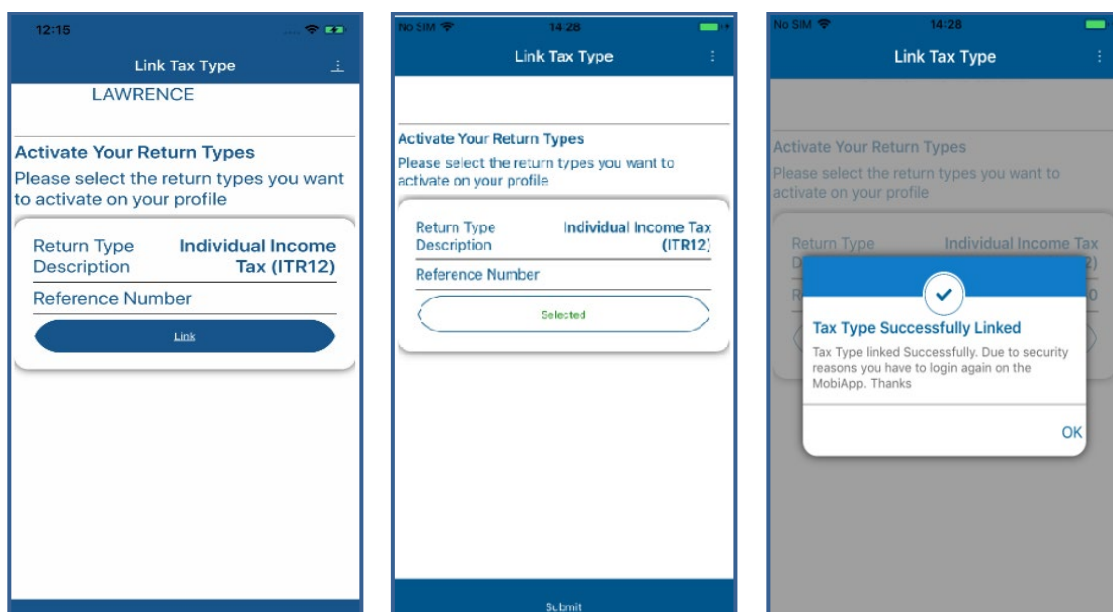 12:15
Link Tax Type
LAWRENCE
Activate Your Return Types
Please select the return types you want
to activate on your profile
Return Type Individual Income
Description Tax (ITR12)
Reference Number
Link
No SIM 14:28
Link Tax Type
Activate Your Return Types
Please select the return types you want to
activate on your profile
Return Type Individual Income Tax
Description (ITR12)
Reference Number
Selected
Submit
No SIM 14:28
Link Tax Type
Activate Your Return Types
Please select the return types you want to
activate on your profile
Return Type Individual Income Tax
D 2)
R 0
Tax Type Successfully Linked
Tax Type linked Successfully. Due to security
reasons you have to login again on the
MobiApp. Thanks
OK